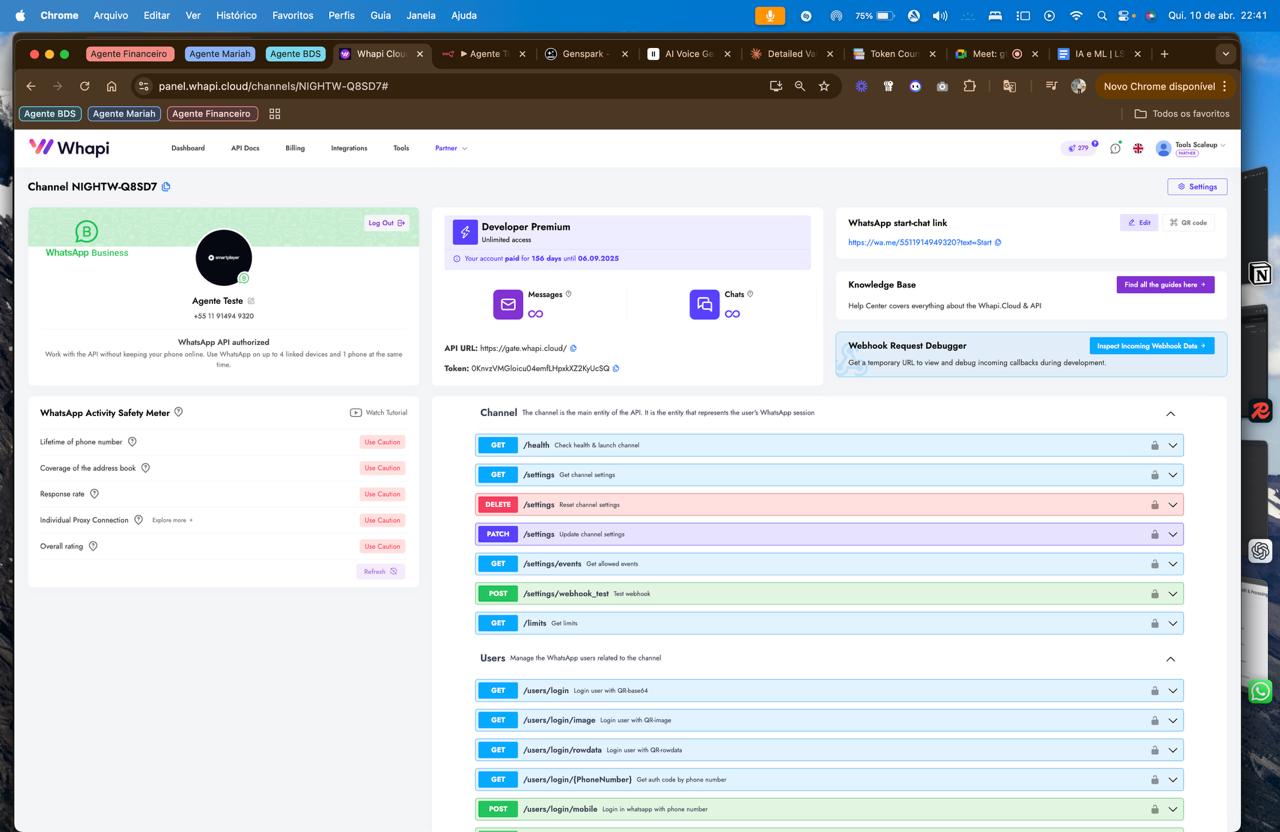 Chrome Arquivo Editar Ver Histórico Favoritos Perfis Guia Janela Ajuda
75% Qui. 10 de abr. 22:41
Agente Financeiro Agente Mariah Agente BDS Whapi Clou Agente T Genspark - AI Voice Ge Detailed Va Token Coun Meet: g IA e ML | LS
panel.whapi.cloud/channels/NIGHTW-Q8SD7#
Novo Chrome disponível
Agente BDS Agente Mariah Agente Financeiro
Todos os favoritos
Whapi Dashboard API Docs Billing Integrations Tools Partner
279 ? Tools Scaleup
PARTNER
Channel NIGHTW-Q8SD7
Settings
WhatsApp Business
Log Out
smartplayer
Agente Teste
+55 11 91494 9320
WhatsApp API authorized
Work with the API without keeping your phone online. Use WhatsApp on up to 4 linked devices and 1 phone at the same
time.
Developer Premium
Unlimited access
Your account paid for 156 days until 06.09.2025
Messages
∞
Chats
∞
API URL: https://gate.whapi.cloud/
Token: 0KnvzVMGloicu04emfLHpxkXZ2KyUcSQ
WhatsApp start-chat link
Edit
QR code
https://wa.me/5511914949320?text=Start
Knowledge Base
Find all the guides here →
Help Center covers everything about the Whapi.Cloud & API
Webhook Request Debugger
Inspect Incoming Webhook Data →
Get a temporary URL to view and debug incoming callbacks during development.
WhatsApp Activity Safety Meter
Watch Tutorial
Lifetime of phone number Use Caution
Coverage of the address book Use Caution
Response rate Use Caution
Individual Proxy Connection Explore more Use Caution
Overall rating Use Caution
Refresh
Channel The channel is the main entity of the API. It is the entity that represents the user's WhatsApp session
GET /health Check health & launch channel
GET /settings Get channel settings
DELETE /settings Reset channel settings
PATCH /settings Update channel settings
GET /settings/events Get allowed events
POST /settings/webhook_test Test webhook
GET /limits Get limits
Users Manage the WhatsApp users related to the channel
GET /users/login Login user with QR-base64
GET /users/login/image Login user with QR-image
GET /users/login/rowdata Login user with QR-rowdata
GET /users/login/{PhoneNumber} Get auth code by phone number
POST /users/login/mobile Login in whatsapp with phone number